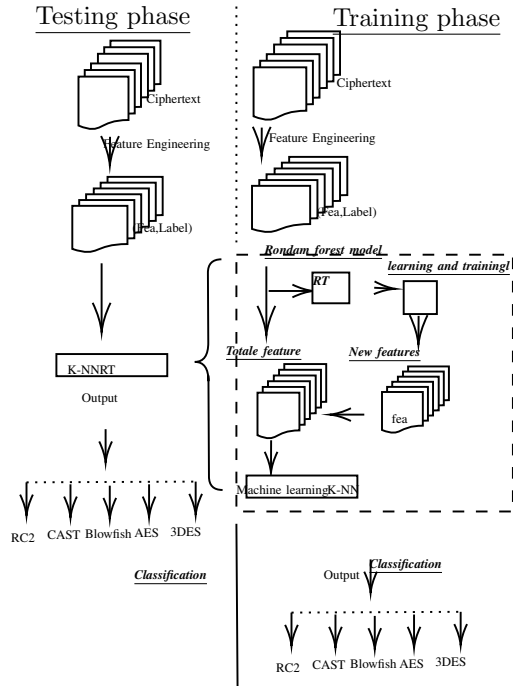 Testing phase
Ciphertext
Feature Engineering
(Fea,Label)
K-NNRT
Output
RC2 CAST Blowfish AES 3DES
Classification
Training phase
Ciphertext
Feature Engineering
(Fea,Label)
Rondam forest model
learning and trainingl
RT
Totale feature
New features
fea
Machine learningK-NN
Classification
Output
RC2 CAST Blowfish AES 3DES